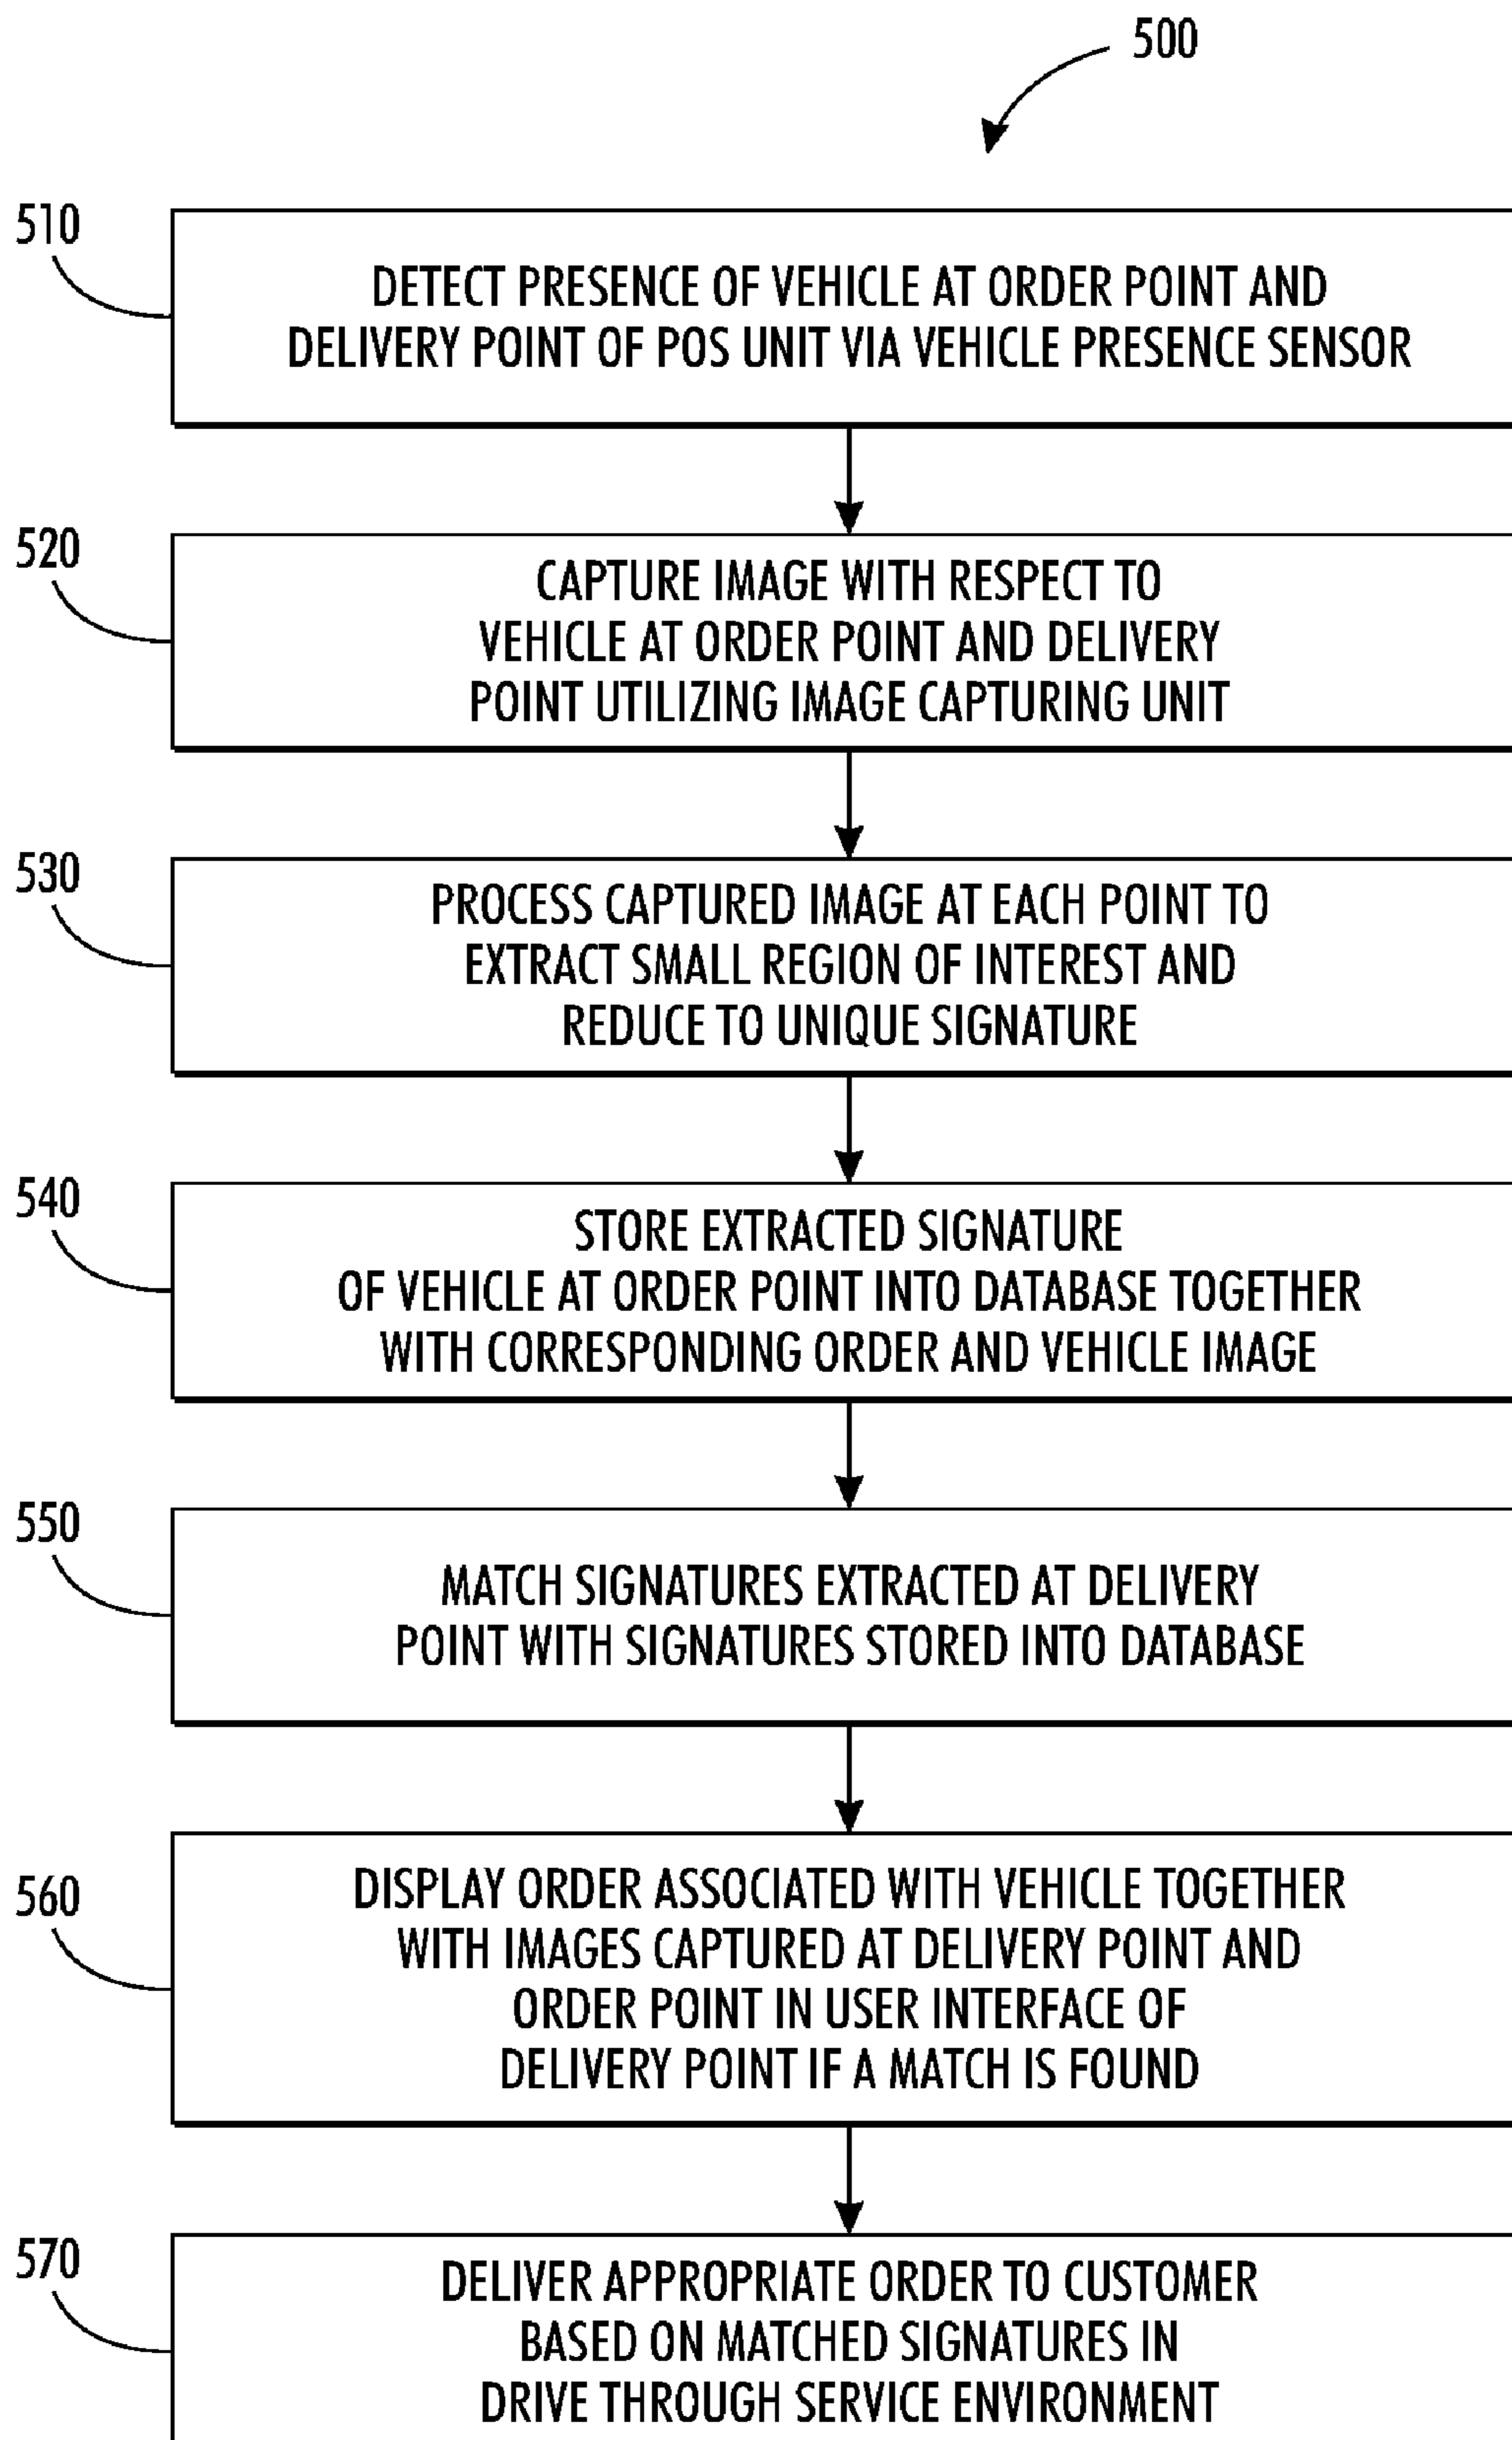 500
510
DETECT PRESENCE OF VEHICLE AT ORDER POINT AND
DELIVERY POINT OF POS UNIT VIA VEHICLE PRESENCE SENSOR
520
CAPTURE IMAGE WITH RESPECT TO
VEHICLE AT ORDER POINT AND DELIVERY
POINT UTILIZING IMAGE CAPTURING UNIT
530
PROCESS CAPTURED IMAGE AT EACH POINT TO
EXTRACT SMALL REGION OF INTEREST AND
REDUCE TO UNIQUE SIGNATURE
540
STORE EXTRACTED SIGNATURE
OF VEHICLE AT ORDER POINT INTO DATABASE TOGETHER
WITH CORRESPONDING ORDER AND VEHICLE IMAGE
550
MATCH SIGNATURES EXTRACTED AT DELIVERY
POINT WITH SIGNATURES STORED INTO DATABASE
560
DISPLAY ORDER ASSOCIATED WITH VEHICLE TOGETHER
WITH IMAGES CAPTURED AT DELIVERY POINT AND
ORDER POINT IN USER INTERFACE OF
DELIVERY POINT IF A MATCH IS FOUND
570
DELIVER APPROPRIATE ORDER TO CUSTOMER
BASED ON MATCHED SIGNATURES IN
DRIVE THROUGH SERVICE ENVIRONMENT